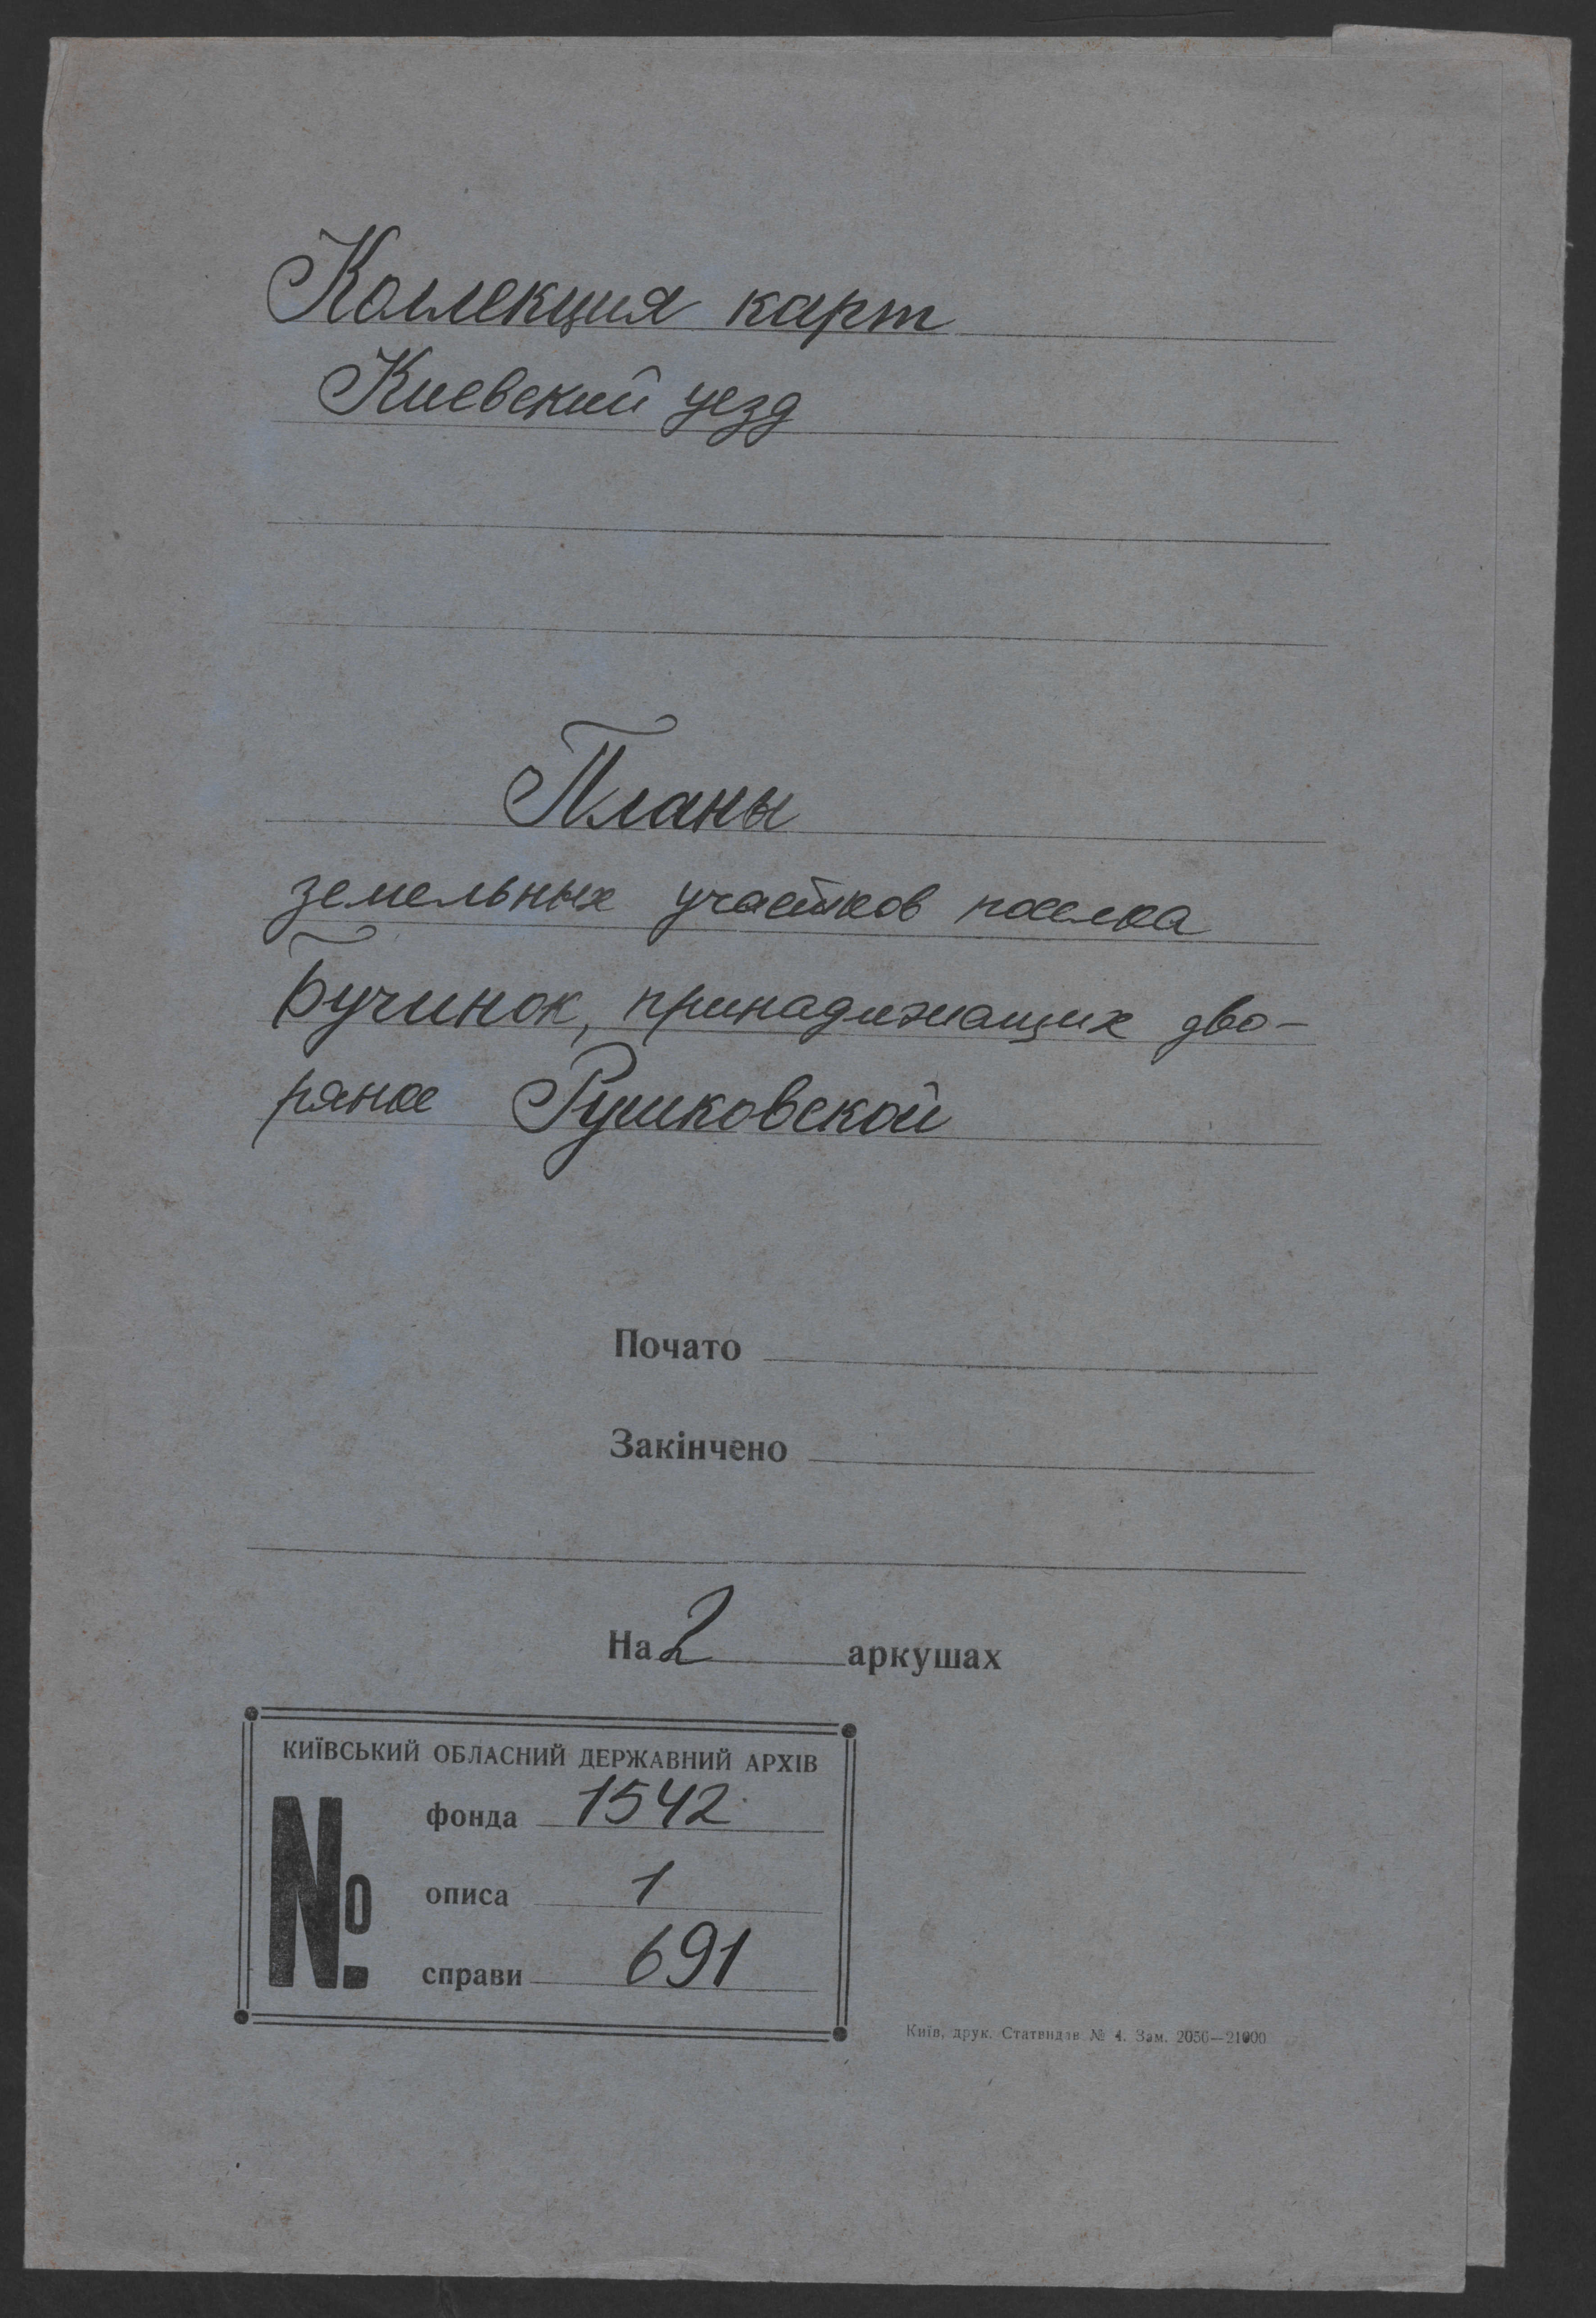 Коллекция карт
Киевский уезд
Планы
земельных участков поселка
Бучинок, принадлежащих дво-
рянке Рушковской
Почато
Закінчено
На 2 аркушах
КИЇВСЬКИЙ ОБЛАСНИЙ ДЕРЖАВНИЙ АРХІВ
№ фонда 1542
описа 1
справи 691
Київ, друк. Статвидав № 4. Зам. 2056—21000